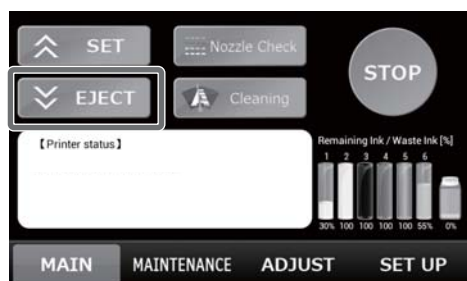 SET
Nozzle Check
STOP
EJECT
Cleaning
【Printer status】
Remaining Ink / Waste Ink [%]
1 2 3 4 5 6
30% 100 100 100 100 55% 0%
MAIN MAINTENANCE ADJUST SET UP